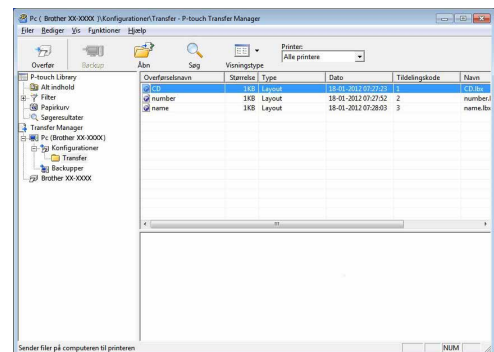 Pc ( Brother XX-XXXX )\Konfigurationer\Transfer - P-touch Transfer Manager
Filer Rediger Vis Funktioner Hjælp
Overfør Backup Åbn Søg Visningstype
Printer:
Alle printere
P-touch Library
Alt indhold
Filter
Papirkurv
Søgeresultater
Transfer Manager
Pc (Brother XX-XXXX)
Konfigurationer
Transfer
Backupper
Brother XX-XXXX
Overførselsnavn Størrelse Type Dato Tildelingskode Navn
CD 1KB Layout 18-01-2012 07:27:23 1 CD.lbx
number 1KB Layout 18-01-2012 07:27:52 2 number.l
name 1KB Layout 18-01-2012 07:28:03 3 name.lbx
Sender filer på computeren til printeren
NUM